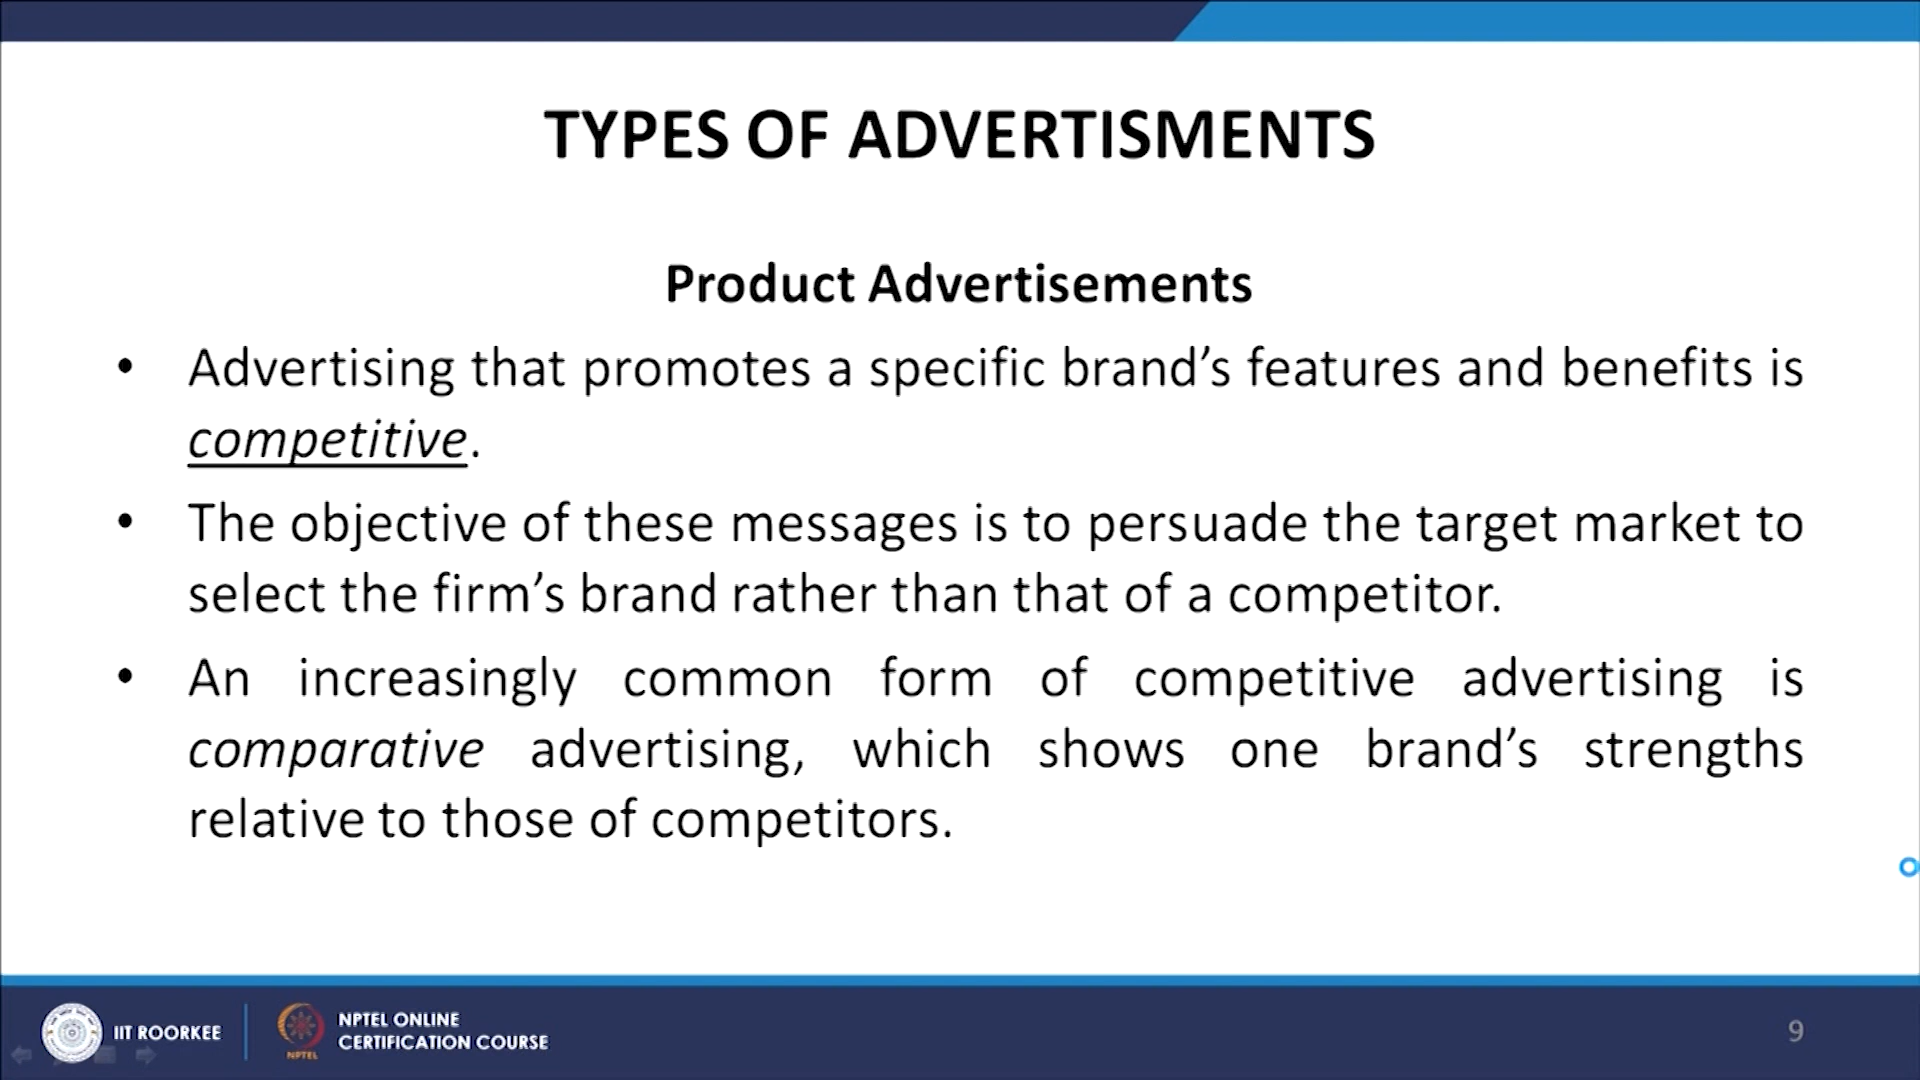 TYPES OF ADVERTISMENTS
Product Advertisements
• Advertising that promotes a specific brand’s features and benefits is
competitive.
• The objective of these messages is to persuade the target market to
select the firm’s brand rather than that of a competitor.
• An increasingly common form of competitive advertising is
comparative advertising, which shows one brand’s strengths
relative to those of competitors.
IIT ROORKEE
NPTEL
NPTEL ONLINE
CERTIFICATION COURSE
9